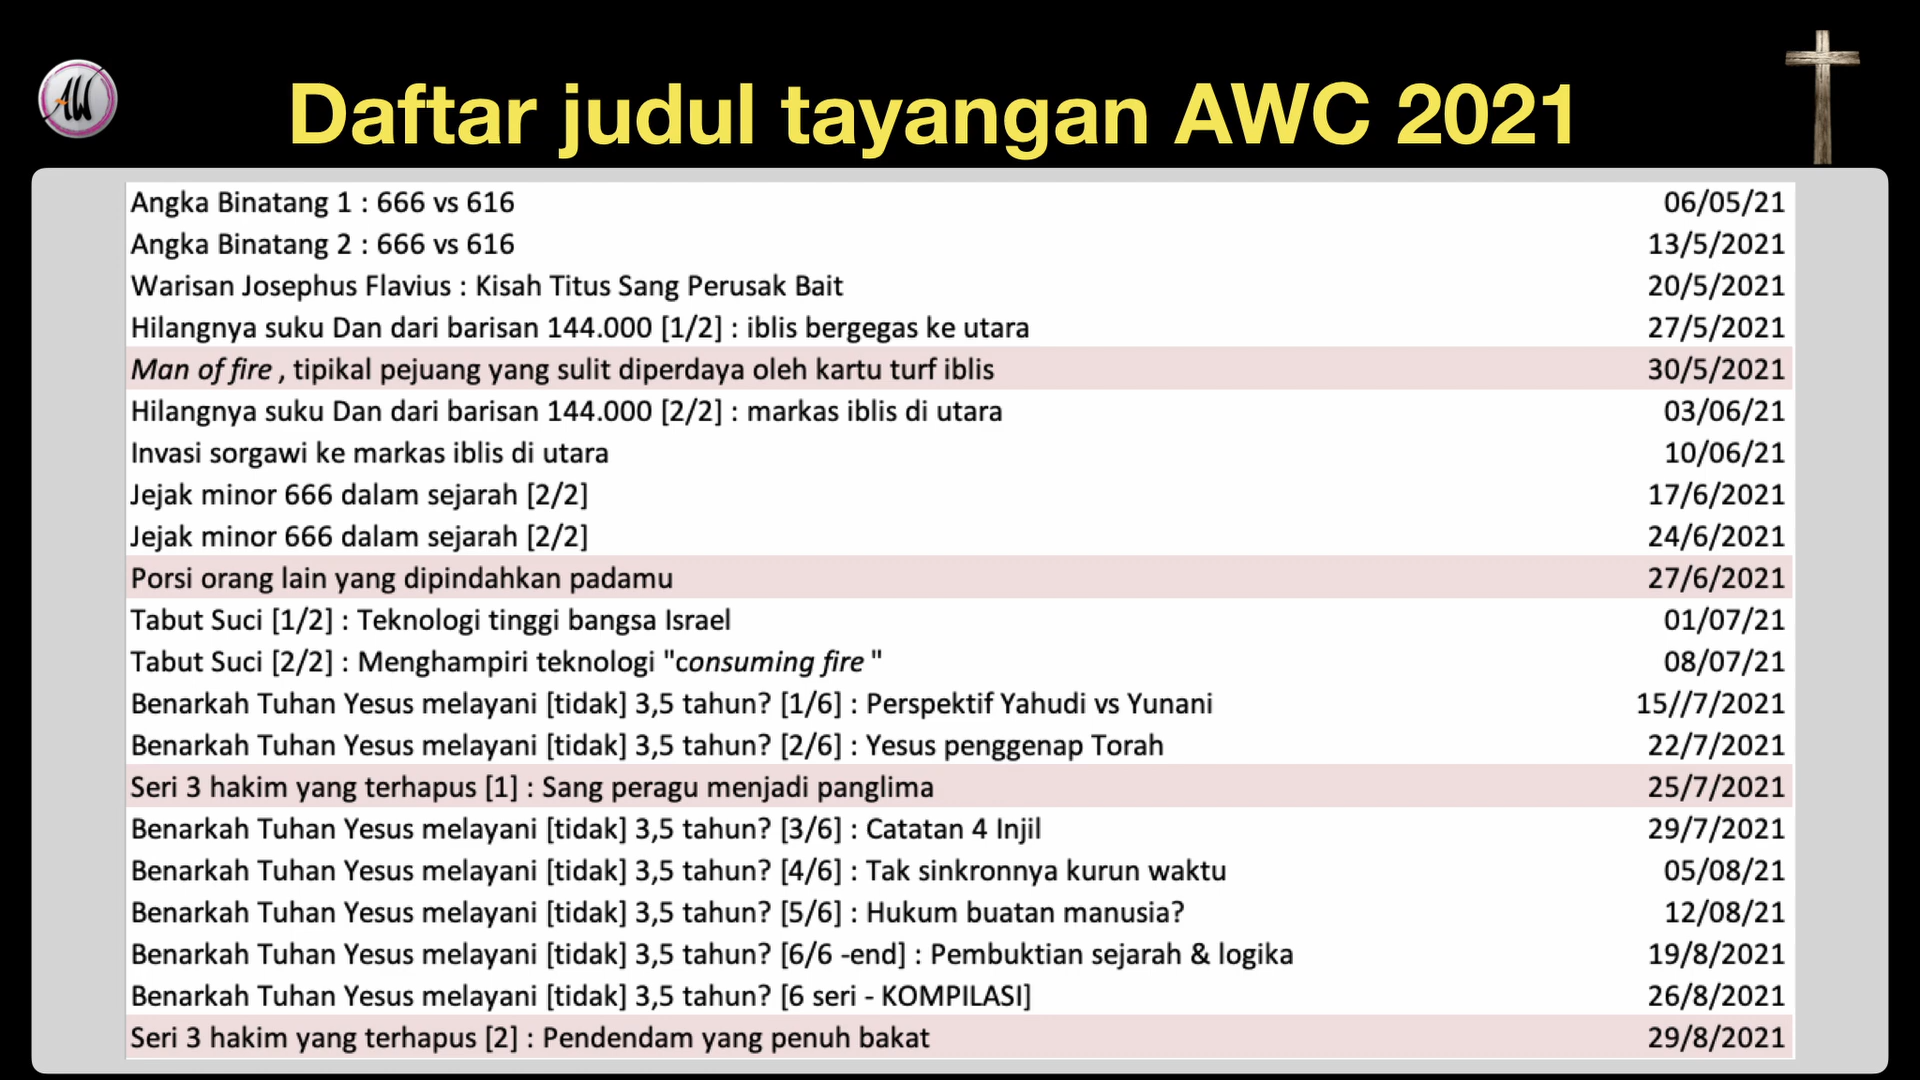 AW
Daftar judul tayangan AWC 2021
Angka Binatang 1 : 666 vs 616 06/05/21
Angka Binatang 2 : 666 vs 616 13/5/2021
Warisan Josephus Flavius : Kisah Titus Sang Perusak Bait 20/5/2021
Hilangnya suku Dan dari barisan 144.000 [1/2] : iblis bergegas ke utara 27/5/2021
Man of fire , tipikal pejuang yang sulit diperdaya oleh kartu turf iblis 30/5/2021
Hilangnya suku Dan dari barisan 144.000 [2/2] : markas iblis di utara 03/06/21
Invasi sorgawi ke markas iblis di utara 10/06/21
Jejak minor 666 dalam sejarah [2/2] 17/6/2021
Jejak minor 666 dalam sejarah [2/2] 24/6/2021
Porsi orang lain yang dipindahkan padamu 27/6/2021
Tabut Suci [1/2] : Teknologi tinggi bangsa Israel 01/07/21
Tabut Suci [2/2] : Menghampiri teknologi "consuming fire " 08/07/21
Benarkah Tuhan Yesus melayani [tidak] 3,5 tahun? [1/6] : Perspektif Yahudi vs Yunani 15//7/2021
Benarkah Tuhan Yesus melayani [tidak] 3,5 tahun? [2/6] : Yesus penggenap Torah 22/7/2021
Seri 3 hakim yang terhapus [1] : Sang peragu menjadi panglima 25/7/2021
Benarkah Tuhan Yesus melayani [tidak] 3,5 tahun? [3/6] : Catatan 4 Injil 29/7/2021
Benarkah Tuhan Yesus melayani [tidak] 3,5 tahun? [4/6] : Tak sinkronnya kurun waktu 05/08/21
Benarkah Tuhan Yesus melayani [tidak] 3,5 tahun? [5/6] : Hukum buatan manusia? 12/08/21
Benarkah Tuhan Yesus melayani [tidak] 3,5 tahun? [6/6 -end] : Pembuktian sejarah & logika 19/8/2021
Benarkah Tuhan Yesus melayani [tidak] 3,5 tahun? [6 seri - KOMPILASI] 26/8/2021
Seri 3 hakim yang terhapus [2] : Pendendam yang penuh bakat 29/8/2021